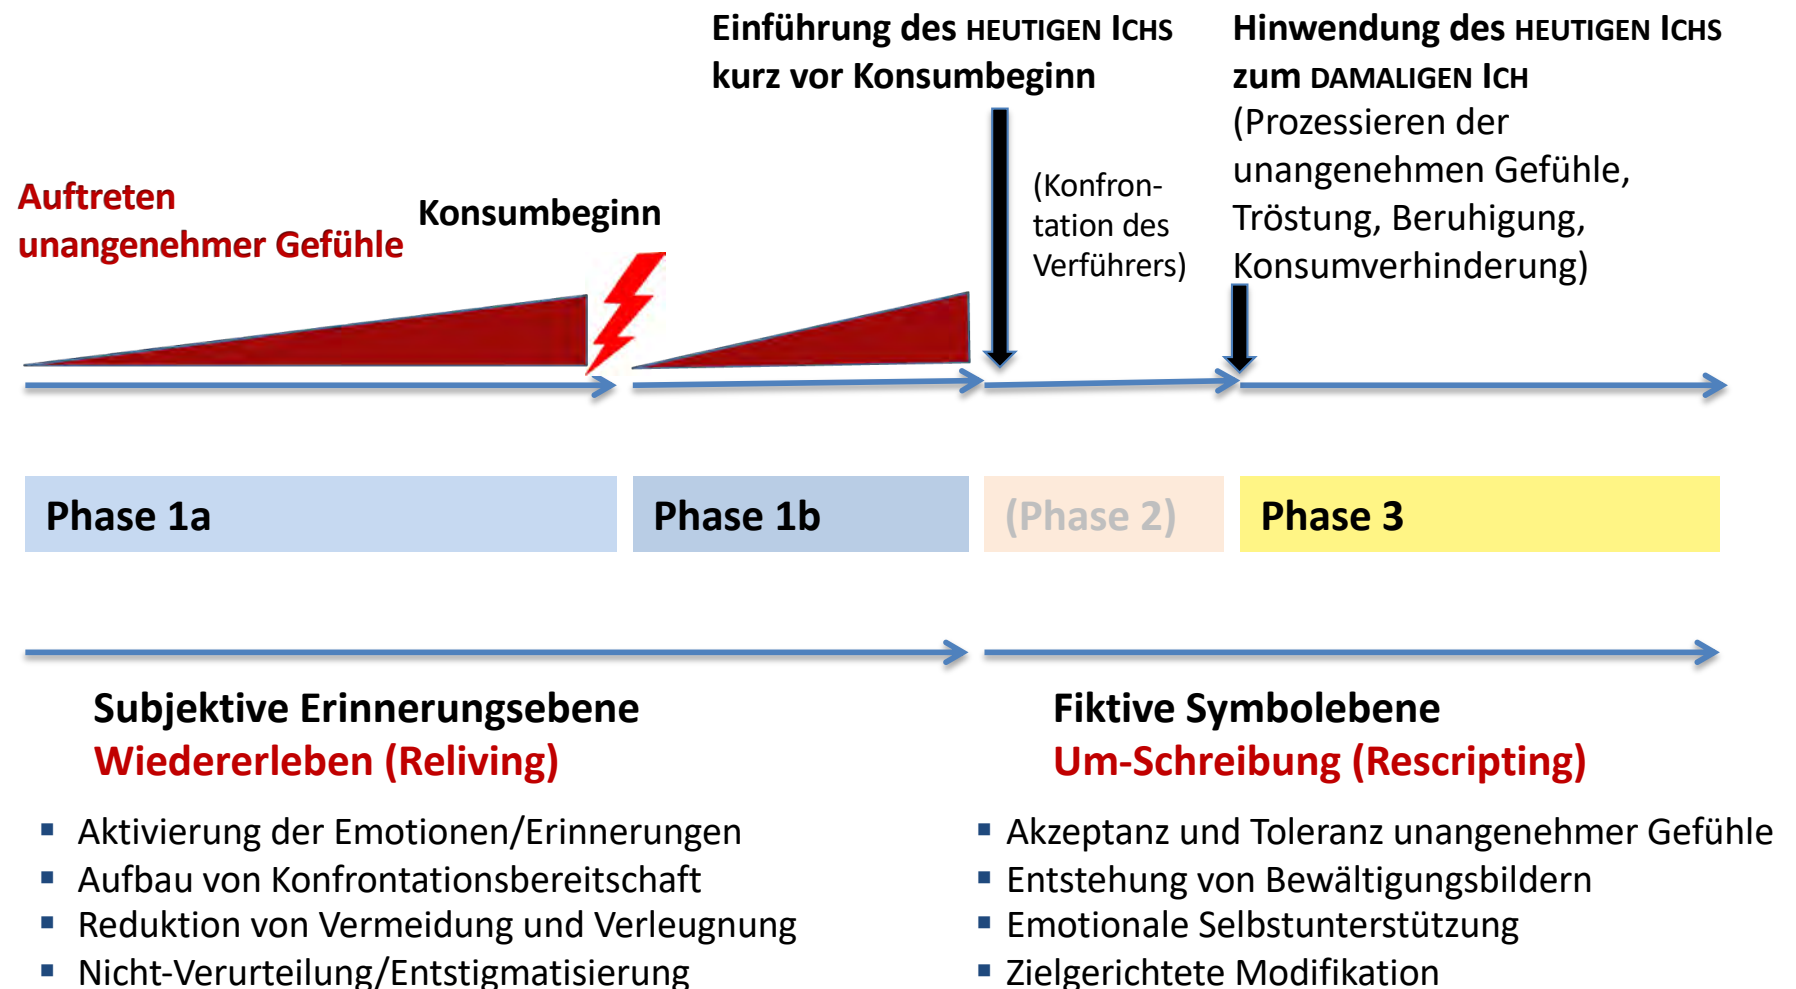 Einführung des HEUTIGEN ICHS
kurz vor Konsumbeginn
Hinwendung des HEUTIGEN ICHS
zum DAMALIGEN ICH
(Prozessieren der
unangenehmen Gefühle,
Tröstung, Beruhigung,
Konsumverhinderung)
Auftreten
unangenehmer Gefühle
Konsumbeginn
(Konfron-
tation des
Verführers)
Phase 1a
Phase 1b
(Phase 2)
Phase 3
Subjektive Erinnerungsebene
Wiedererleben (Reliving)
▪ Aktivierung der Emotionen/Erinnerungen
▪ Aufbau von Konfrontationsbereitschaft
▪ Reduktion von Vermeidung und Verleugnung
▪ Nicht-Verurteilung/Entstigmatisierung
Fiktive Symbolebene
Um-Schreibung (Rescripting)
▪ Akzeptanz und Toleranz unangenehmer Gefühle
▪ Entstehung von Bewältigungsbildern
▪ Emotionale Selbstunterstützung
▪ Zielgerichtete Modifikation